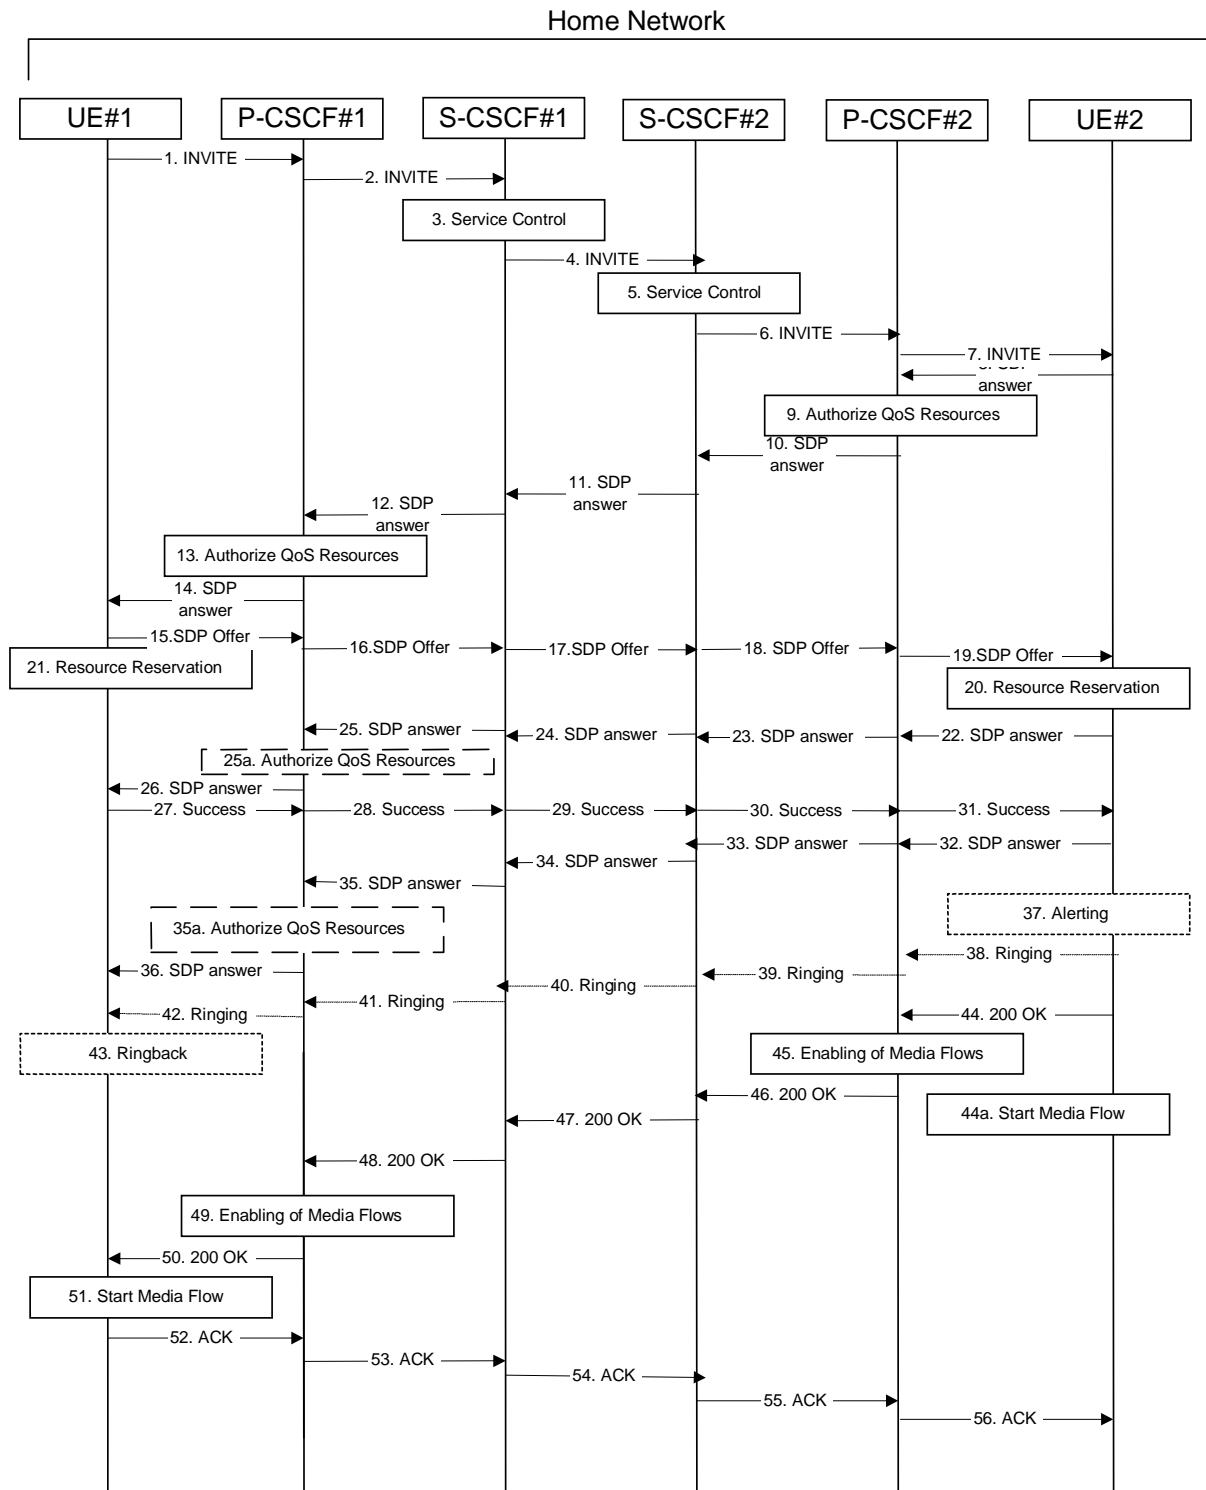 Home Network
UE#1
P-CSCF#1
S-CSCF#1
S-CSCF#2
P-CSCF#2
UE#2
1. INVITE
2. INVITE
3. Service Control
4. INVITE
5. Service Control
6. INVITE
7. INVITE
SDP
answer
9. Authorize QoS Resources
10. SDP
answer
11. SDP
answer
12. SDP
answer
13. Authorize QoS Resources
14. SDP
answer
15.SDP Offer
16.SDP Offer
17.SDP Offer
18. SDP Offer
19.SDP Offer
21. Resource Reservation
20. Resource Reservation
25. SDP answer
24. SDP answer
23. SDP answer
22. SDP answer
25a. Authorize QoS Resources
26. SDP answer
27. Success
28. Success
29. Success
30. Success
31. Success
33. SDP answer
32. SDP answer
34. SDP answer
35. SDP answer
35a. Authorize QoS Resources
37. Alerting
36. SDP answer
38. Ringing
39. Ringing
40. Ringing
41. Ringing
42. Ringing
44. 200 OK
43. Ringback
45. Enabling of Media Flows
46. 200 OK
44a. Start Media Flow
47. 200 OK
48. 200 OK
49. Enabling of Media Flows
50. 200 OK
51. Start Media Flow
52. ACK
53. ACK
54. ACK
55. ACK
56. ACK